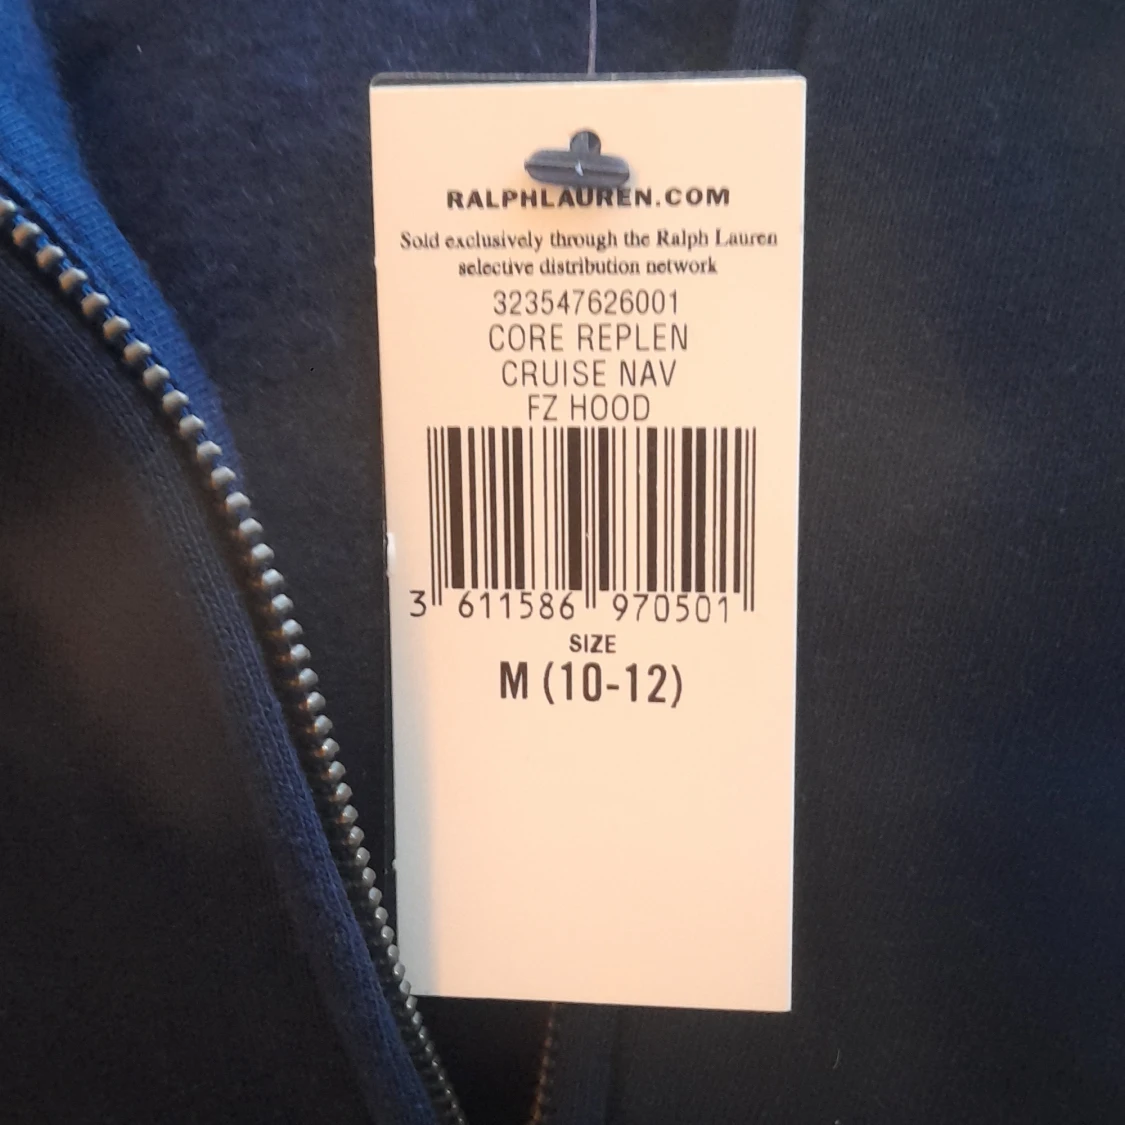 RALPHLAUREN.COM
Sold exclusively through the Ralph Lauren
selective distribution network
323547626001
CORE REPLEN
CRUISE NAV
FZ HOOD
3 611586 970501
SIZE
M (10-12)